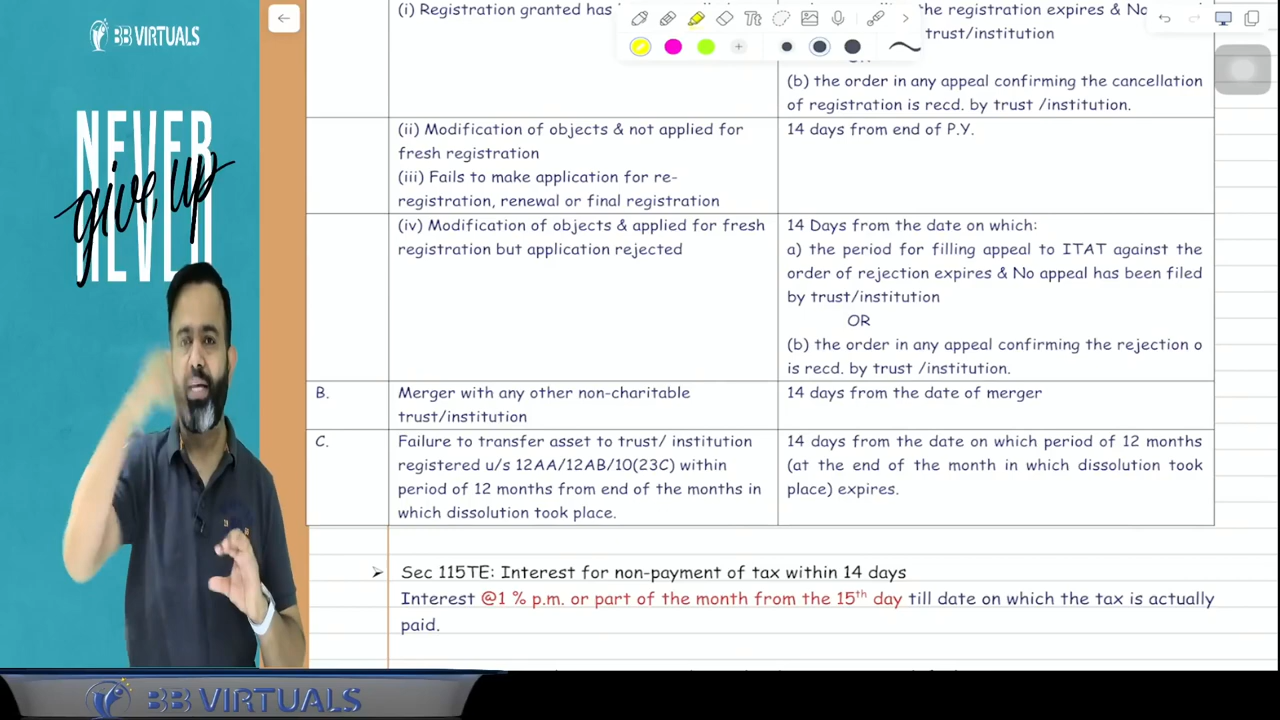 BB VIRTUALS
NEVER
give up
NEVER
(i) Registration granted has
the registration expires & No
trust/institution
(b) the order in any appeal confirming the cancellation
of registration is recd. by trust /institution.
(ii) Modification of objects & not applied for
fresh registration
(iii) Fails to make application for re-
registration, renewal or final registration
14 days from end of P.Y.
(iv) Modification of objects & applied for fresh
registration but application rejected
14 Days from the date on which:
a) the period for filling appeal to ITAT against the
order of rejection expires & No appeal has been filed
by trust/institution
OR
(b) the order in any appeal confirming the rejection o
is recd. by trust /institution.
B.
Merger with any other non-charitable
trust/institution
14 days from the date of merger
C.
Failure to transfer asset to trust/ institution
registered u/s 12AA/12AB/10(23C) within
period of 12 months from end of the months in
which dissolution took place.
14 days from the date on which period of 12 months
(at the end of the month in which dissolution took
place) expires.
➢ Sec 115TE: Interest for non-payment of tax within 14 days
Interest @1 % p.m. or part of the month from the 15th day till date on which the tax is actually
paid.
BB VIRTUALS